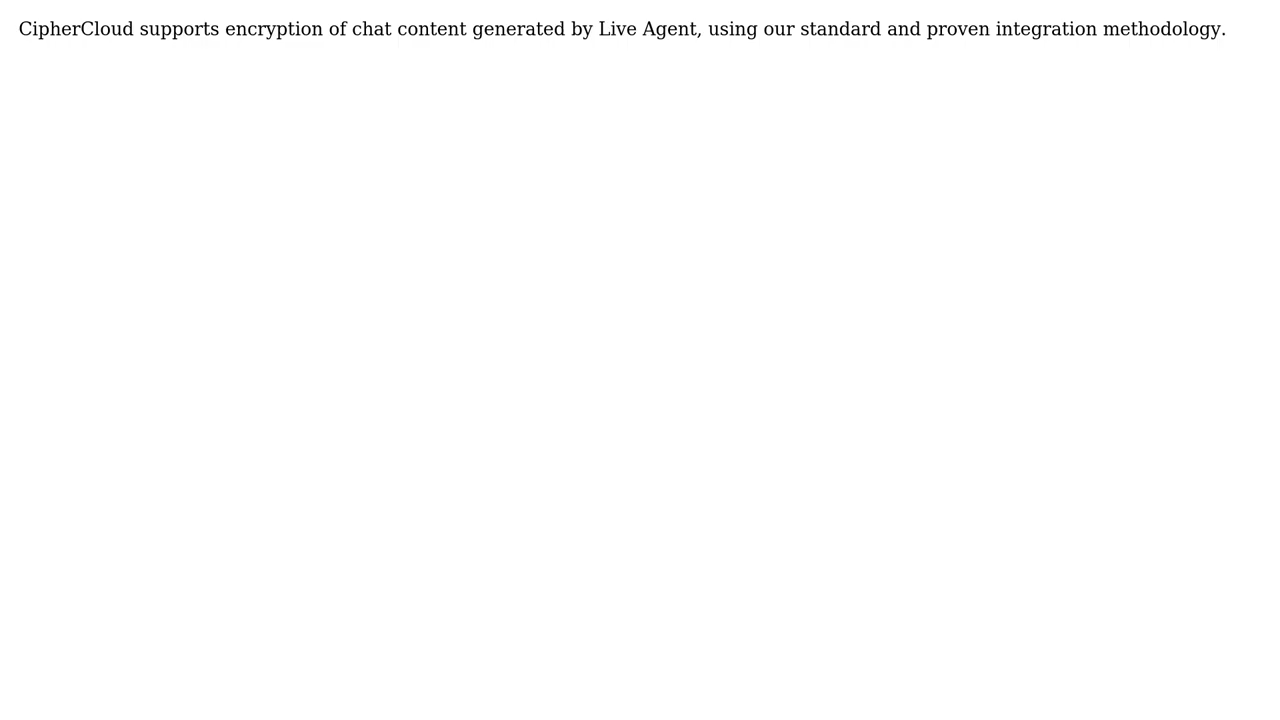 CipherCloud supports encryption of chat content generated by Live Agent, using our standard and proven integration methodology.